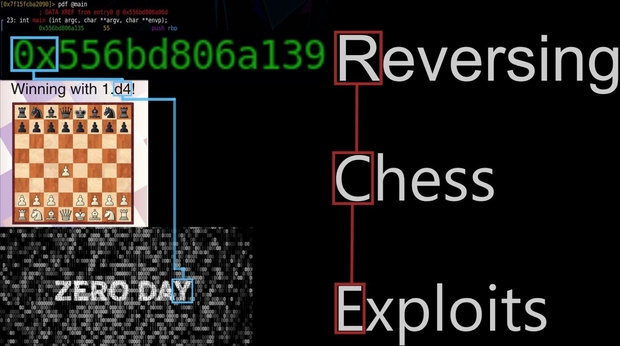 [0x7f15fcba2090]> pdf @main
; DATA XREF from entry0 @ 0x556bd806a06d
23: int main (int argc, char **argv, char **envp);
0x556bd806a135 55 push rbp
0x556bd806a139
Reversing
Winning with 1.d4!
Chess
ZERO DAY
Exploits